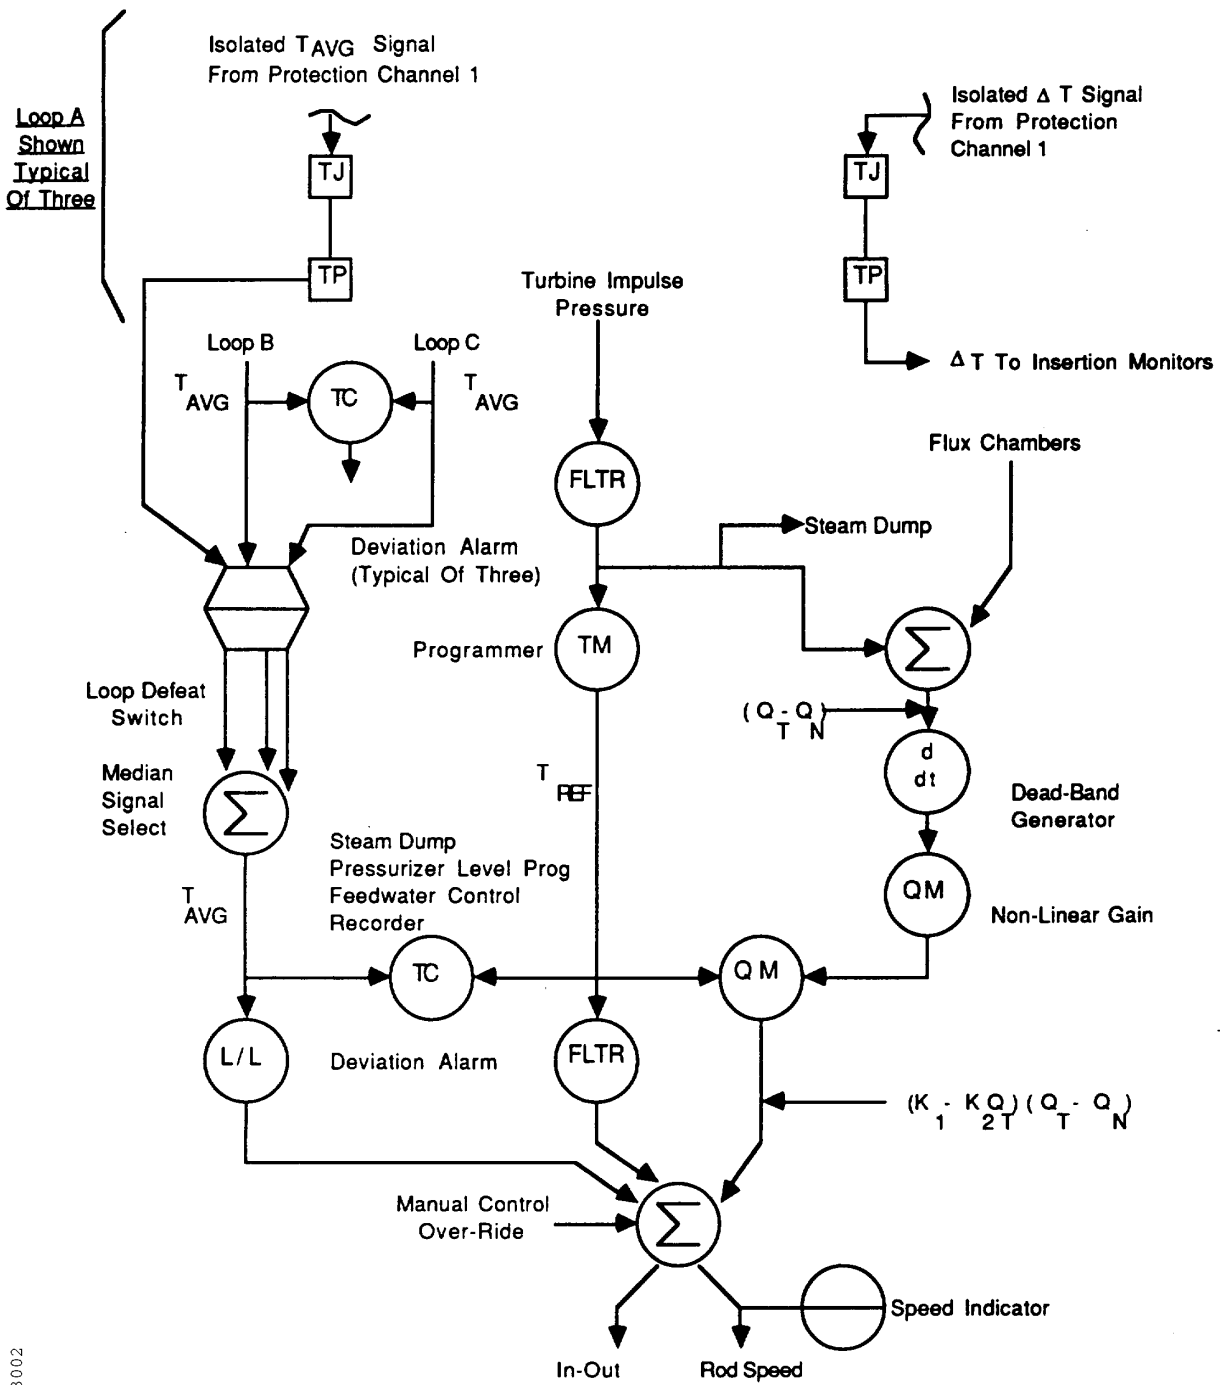 Isolated TAVG Signal
From Protection Channel 1
Loop A
Shown
Typical
Of Three
TJ
TP
Isolated Δ T Signal
From Protection
Channel 1
TJ
TP
Δ T To Insertion Monitors
Turbine Impulse
Pressure
Loop B
Loop C
T AVG
TC
T AVG
Flux Chambers
FLTR
Steam Dump
Deviation Alarm
(Typical Of Three)
Programmer
TM
Σ
Loop Defeat
Switch
(Q T - Q N)
d
dt
Median
Signal
Select
Σ
T REF
Dead-Band
Generator
Steam Dump
Pressurizer Level Prog
Feedwater Control
Recorder
T AVG
QM
Non-Linear Gain
TC
QM
L/L
Deviation Alarm
FLTR
(K 1 - K 2 Q T) (Q T - Q N)
Manual Control
Over-Ride
Σ
Speed Indicator
In-Out
Rod Speed
3002